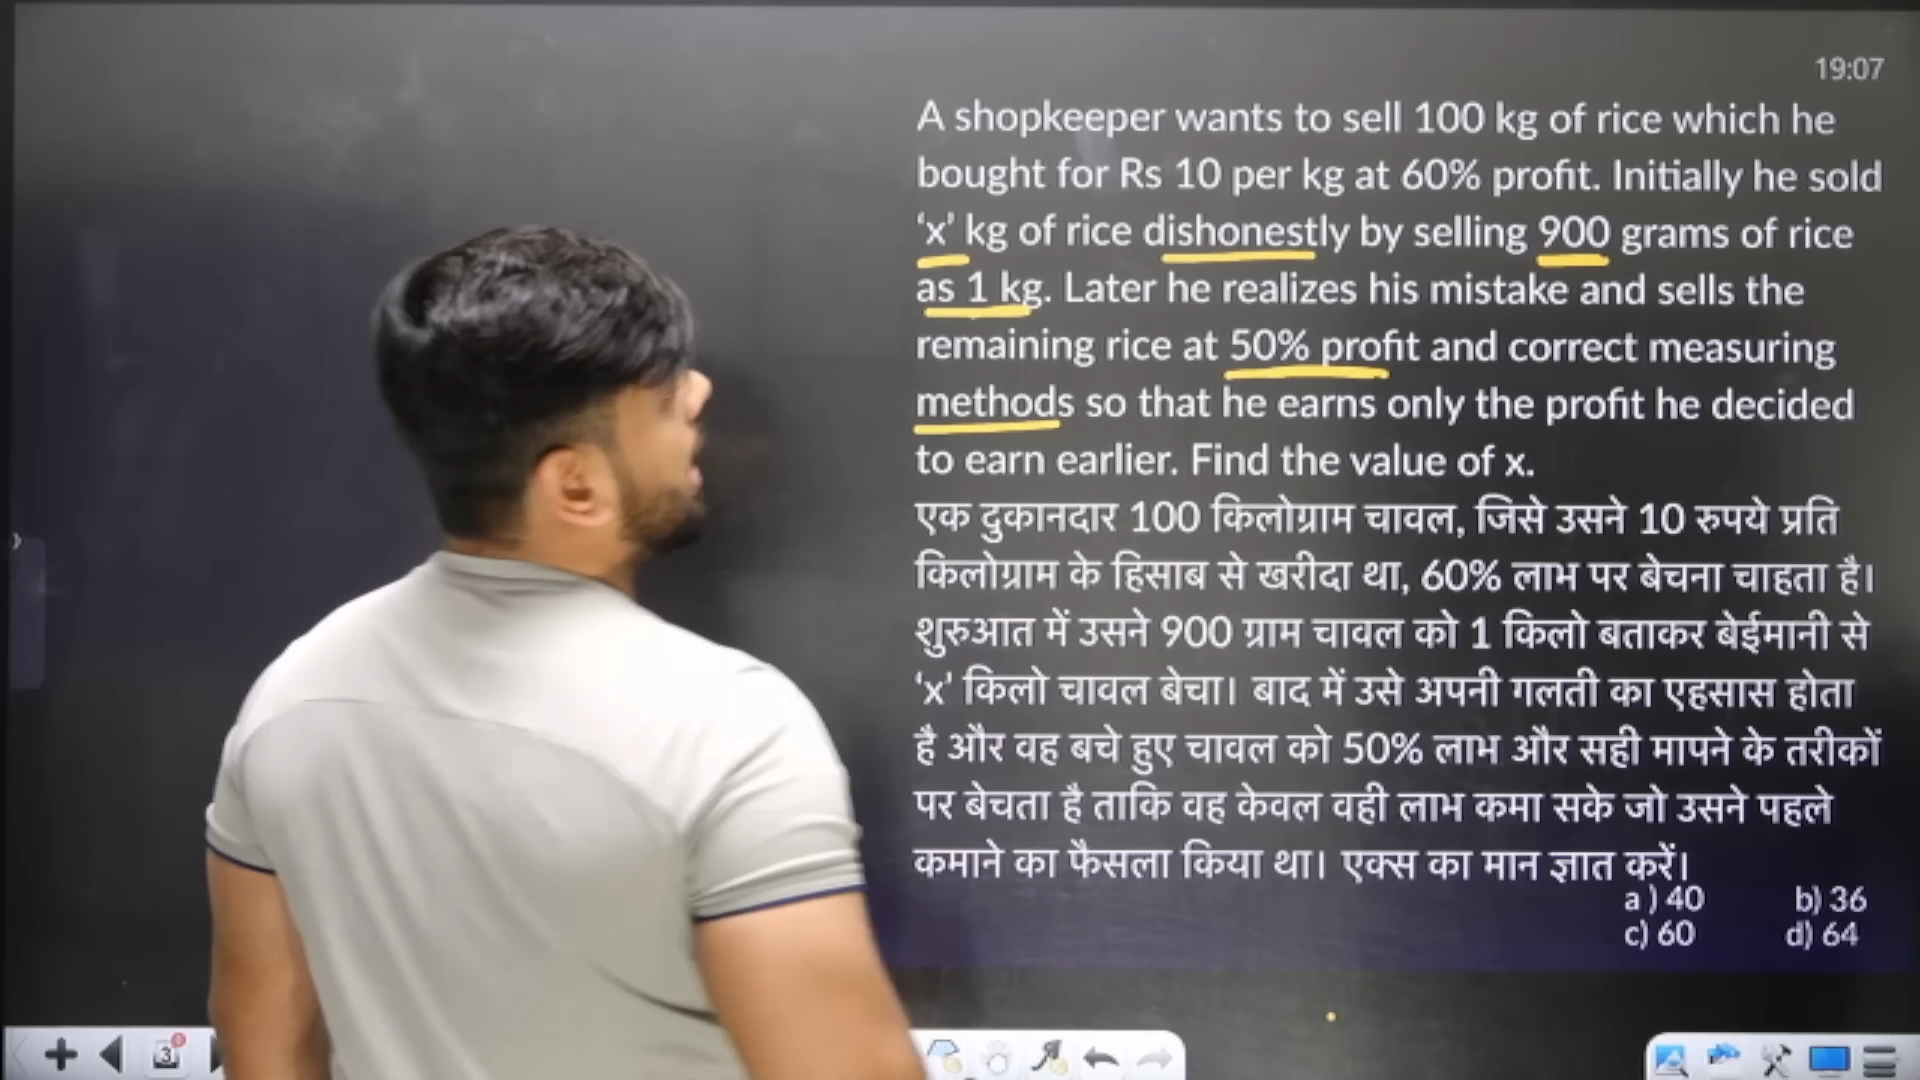 19:07
A shopkeeper wants to sell 100 kg of rice which he
bought for Rs 10 per kg at 60% profit. Initially he sold
‘x’ kg of rice dishonestly by selling 900 grams of rice
as 1 kg. Later he realizes his mistake and sells the
remaining rice at 50% profit and correct measuring
methods so that he earns only the profit he decided
to earn earlier. Find the value of x.
एक दुकानदार 100 किलोग्राम चावल, जिसे उसने 10 रुपये प्रति
किलोग्राम के हिसाब से खरीदा था, 60% लाभ पर बेचना चाहता है।
शुरुआत में उसने 900 ग्राम चावल को 1 किलो बताकर बेईमानी से
‘x’ किलो चावल बेचा। बाद में उसे अपनी गलती का एहसास होता
है और वह बचे हुए चावल को 50% लाभ और सही मापने के तरीकों
पर बेचता है ताकि वह केवल वही लाभ कमा सके जो उसने पहले
कमाने का फैसला किया था। एक्स का मान ज्ञात करें।
a ) 40 b) 36
c) 60 d) 64
3